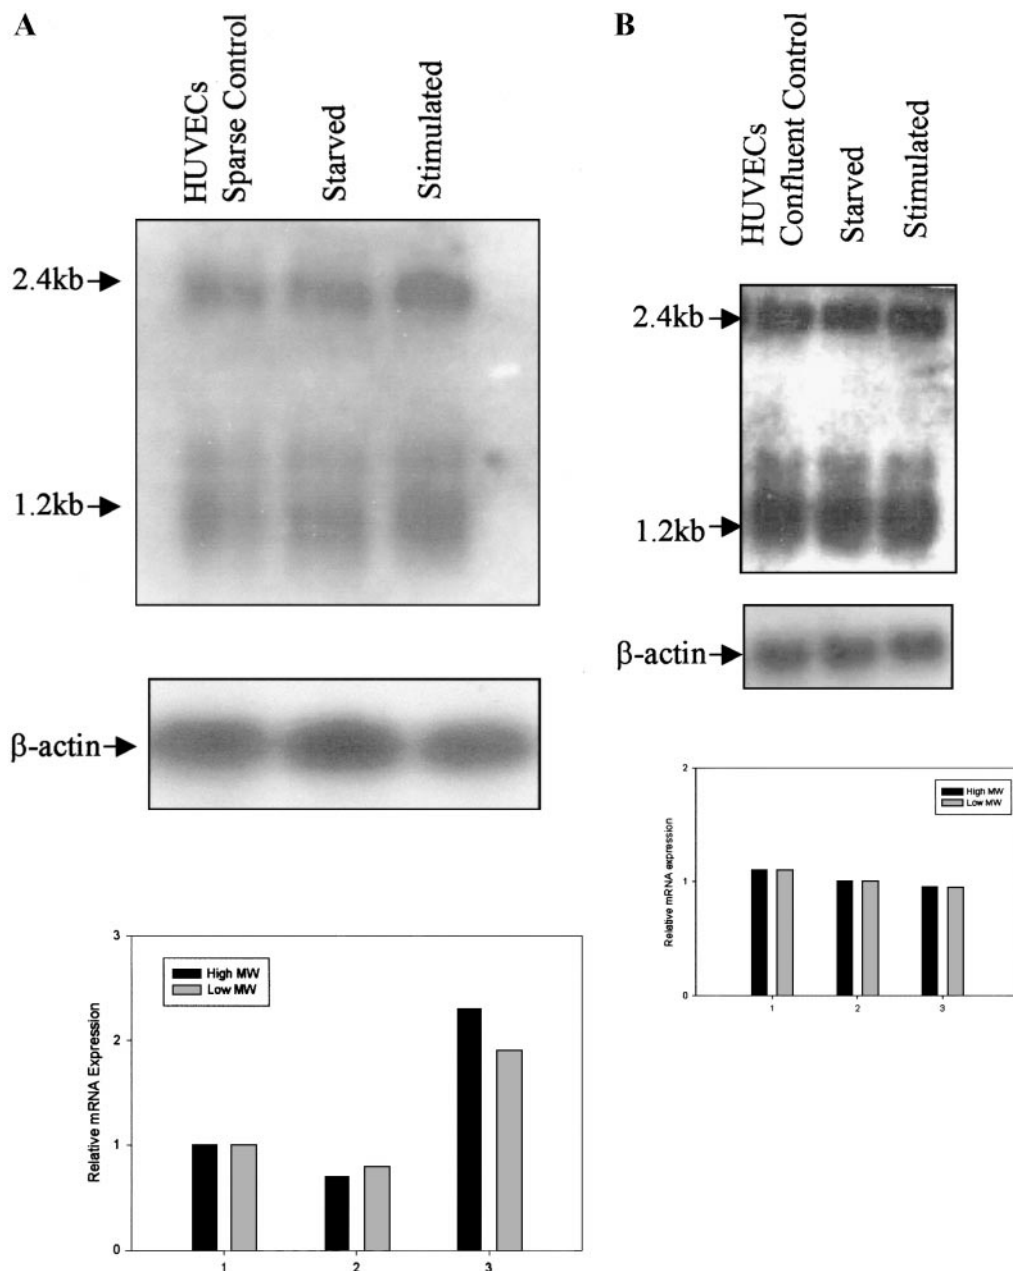 A
HUVECs
Sparse Control
Starved
Stimulated
2.4kb
1.2kb
β-actin
3
2
1
0
Relative mRNA Expression
High MW
Low MW
1
2
3
B
HUVECs
Confluent Control
Starved
Stimulated
2.4kb
1.2kb
β-actin
2
1
0
Relative mRNA expression
High MW
Low MW
1
2
3